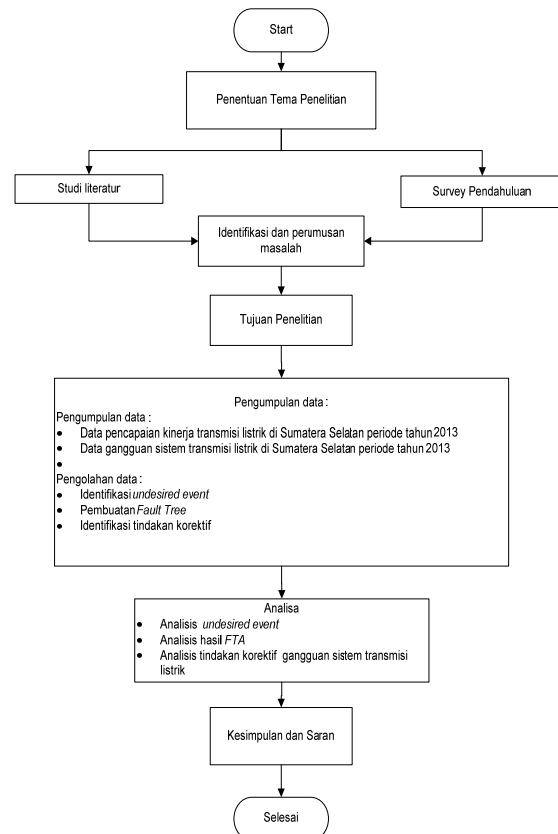 Start
Penentuan Tema Penelitian
Studi literatur
Survey Pendahuluan
Identifikasi dan perumusan
masalah
Tujuan Penelitian
Pengumpulan data :
Pengumpulan data :
• Data pencapaian kinerja transmisi listrik di Sumatera Selatan periode tahun 2013
• Data gangguan sistem transmisi listrik di Sumatera Selatan periode tahun 2013
•
Pengolahan data :
• Identifikasi undesired event
• Pembuatan Fault Tree
• Identifikasi tindakan korektif
Analisa
• Analisis undesired event
• Analisis hasil FTA
• Analisis tindakan korektif gangguan sistem transmisi
listrik
Kesimpulan dan Saran
Selesai